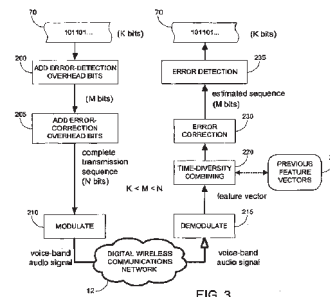 70
101101...
(K bits)
200
ADD ERROR-DETECTION
OVERHEAD BITS
(M bits)
205
ADD ERROR-
CORRECTION
OVERHEAD BITS
complete
transmission
sequence
(N bits)
210
MODULATE
voice-band
audio signal
K < M < N
DIGITAL WIRELESS
COMMUNICATIONS
NETWORK
12
70
101101...
(K bits)
235
ERROR DETECTION
estimated sequence
(M bits)
230
ERROR
CORRECTION
220
TIME-DIVERSITY
COMBINING
PREVIOUS
FEATURE
VECTORS
feature vector
215
DEMODULATE
voice-band
audio signal
FIG. 3